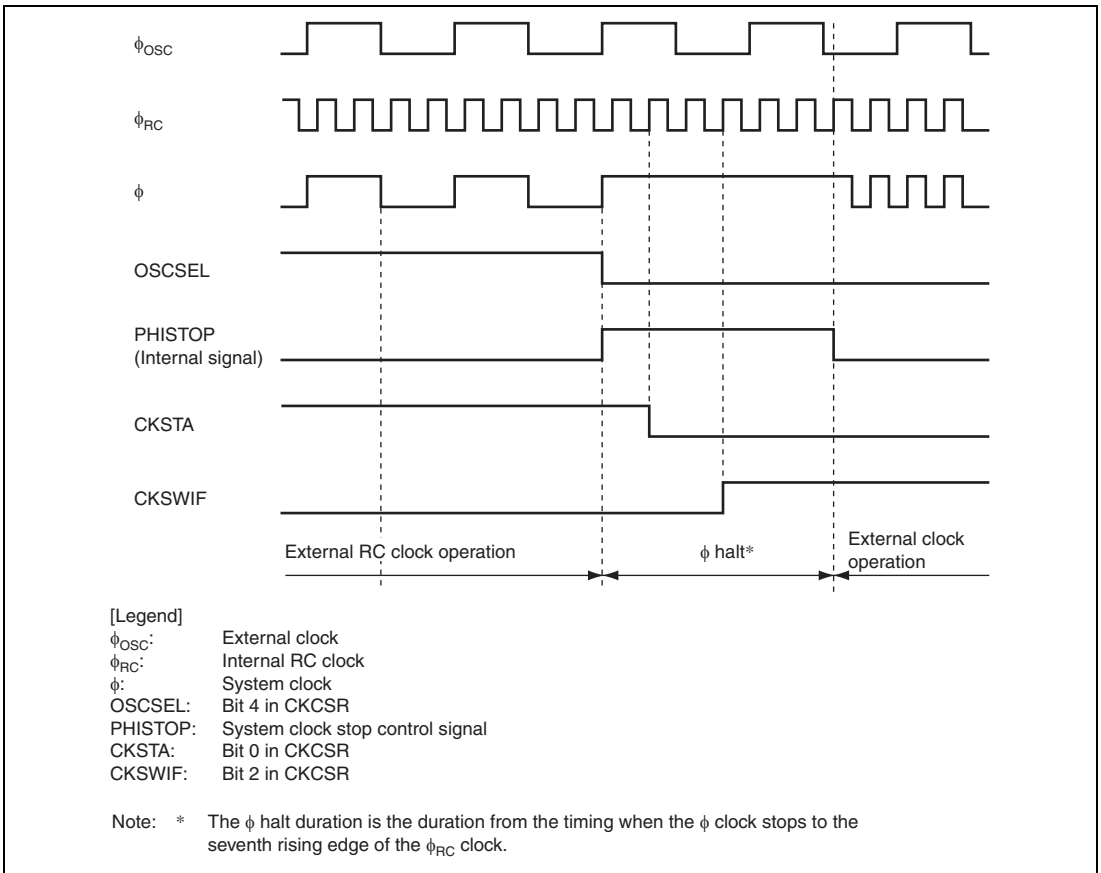 φOSC
φRC
φ
OSCSEL
PHISTOP
(Internal signal)
CKSTA
CKSWIF
External RC clock operation
φ halt*
External clock
operation
[Legend]
φOSC: External clock
φRC: Internal RC clock
φ: System clock
OSCSEL: Bit 4 in CKCSR
PHISTOP: System clock stop control signal
CKSTA: Bit 0 in CKCSR
CKSWIF: Bit 2 in CKCSR
Note: * The φ halt duration is the duration from the timing when the φ clock stops to the
seventh rising edge of the φRC clock.